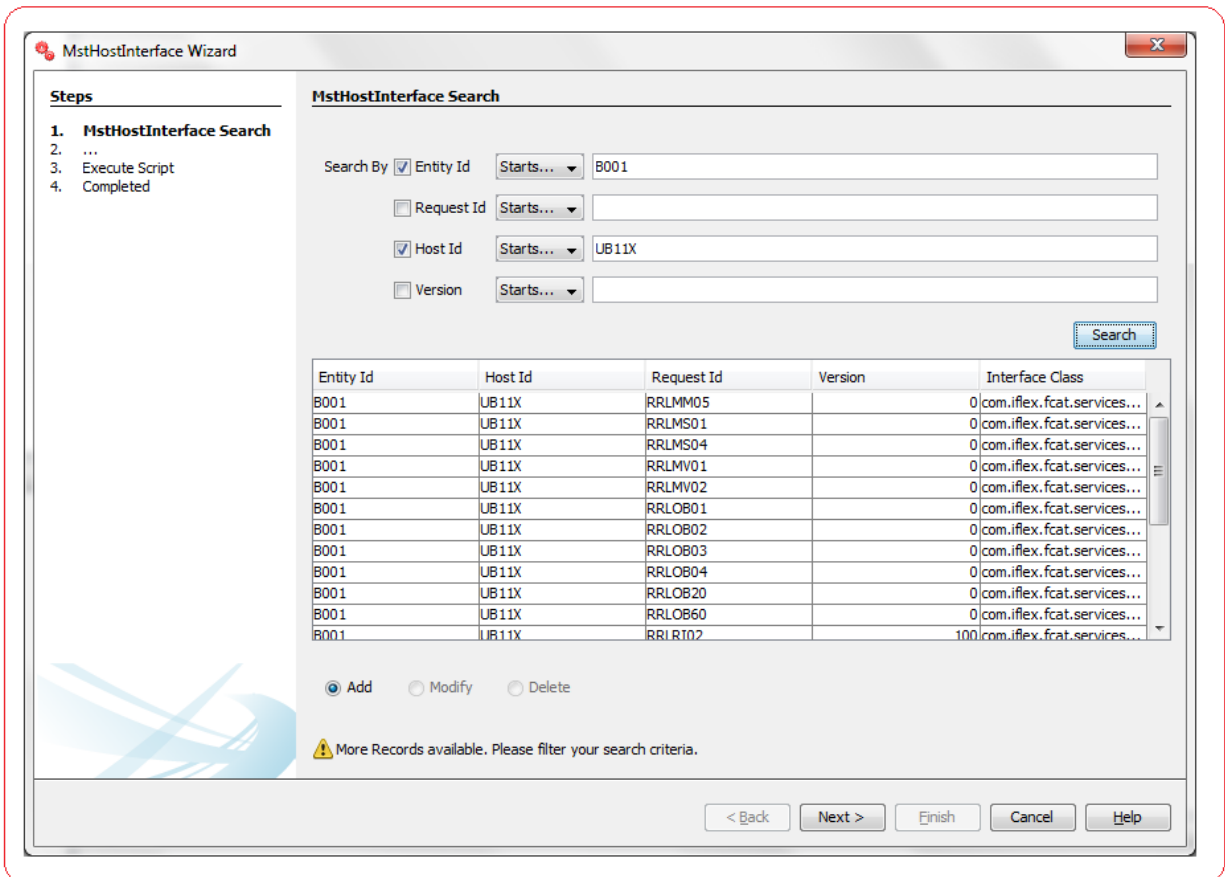 MstHostInterface Wizard
Steps
1. MstHostInterface Search
2. ...
3. Execute Script
4. Completed
MstHostInterface Search
Search By Entity Id Starts... B001
Request Id Starts...
Host Id Starts... UB11X
Version Starts...
Search
Entity Id Host Id Request Id Version Interface Class
B001 UB11X RRLMM05 0 com.iflex.fcat.services...
B001 UB11X RRLMS01 0 com.iflex.fcat.services...
B001 UB11X RRLMS04 0 com.iflex.fcat.services...
B001 UB11X RRLMV01 0 com.iflex.fcat.services...
B001 UB11X RRLMV02 0 com.iflex.fcat.services...
B001 UB11X RRLOB01 0 com.iflex.fcat.services...
B001 UB11X RRLOB02 0 com.iflex.fcat.services...
B001 UB11X RRLOB03 0 com.iflex.fcat.services...
B001 UB11X RRLOB04 0 com.iflex.fcat.services...
B001 UB11X RRLOB20 0 com.iflex.fcat.services...
B001 UB11X RRLOB60 0 com.iflex.fcat.services...
B001 UB11X RRLRI02 100 com.iflex.fcat.services...
Add Modify Delete
More Records available. Please filter your search criteria.
< Back Next > Finish Cancel Help